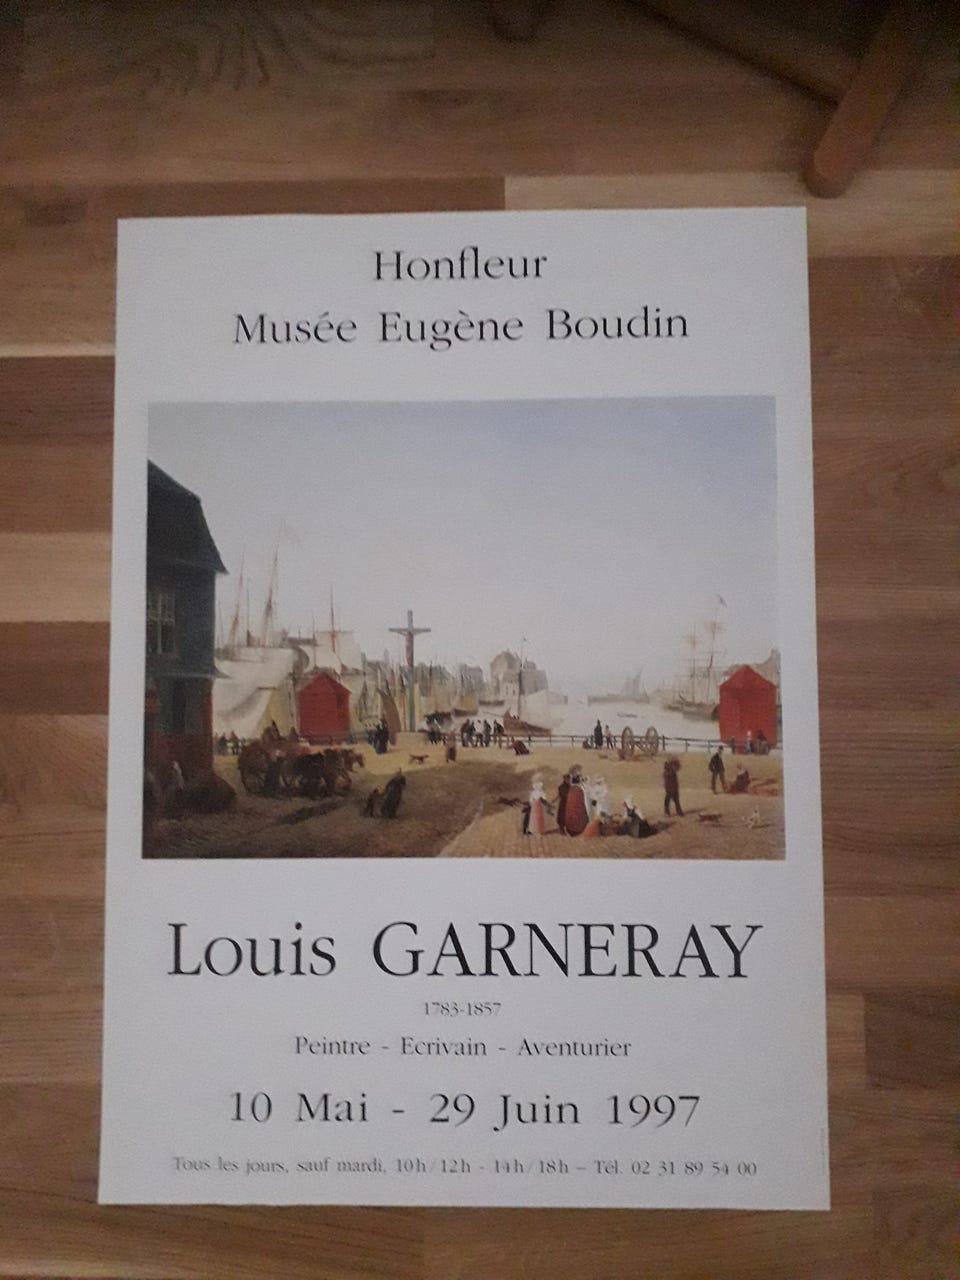 Honfleur
Musée Eugène Boudin
Louis GARNERAY
1783-1857
Peintre - Ecrivain - Aventurier
10 Mai - 29 Juin 1997
Tous les jours, sauf mardi, 10h/12h - 14h/18h – Tél. 02 31 89 54 00